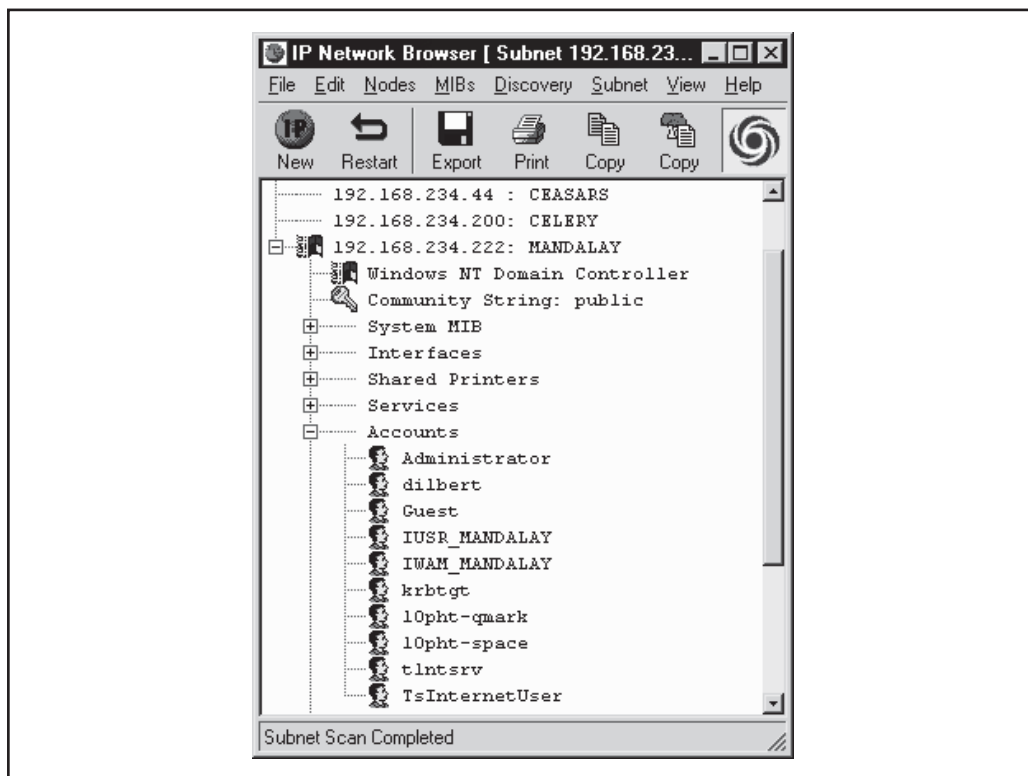 IP Network Browser [ Subnet 192.168.23...
File Edit Nodes MIBs Discovery Subnet View Help
IP
New Restart Export Print Copy Copy
192.168.234.44 : CEASARS
192.168.234.200: CELERY
192.168.234.222: MANDALAY
Windows NT Domain Controller
Community String: public
System MIB
Interfaces
Shared Printers
Services
Accounts
Administrator
dilbert
Guest
IUSR_MANDALAY
IWAM_MANDALAY
krbtgt
l0pht-qmark
l0pht-space
tlntsrv
TsInternetUser
Subnet Scan Completed